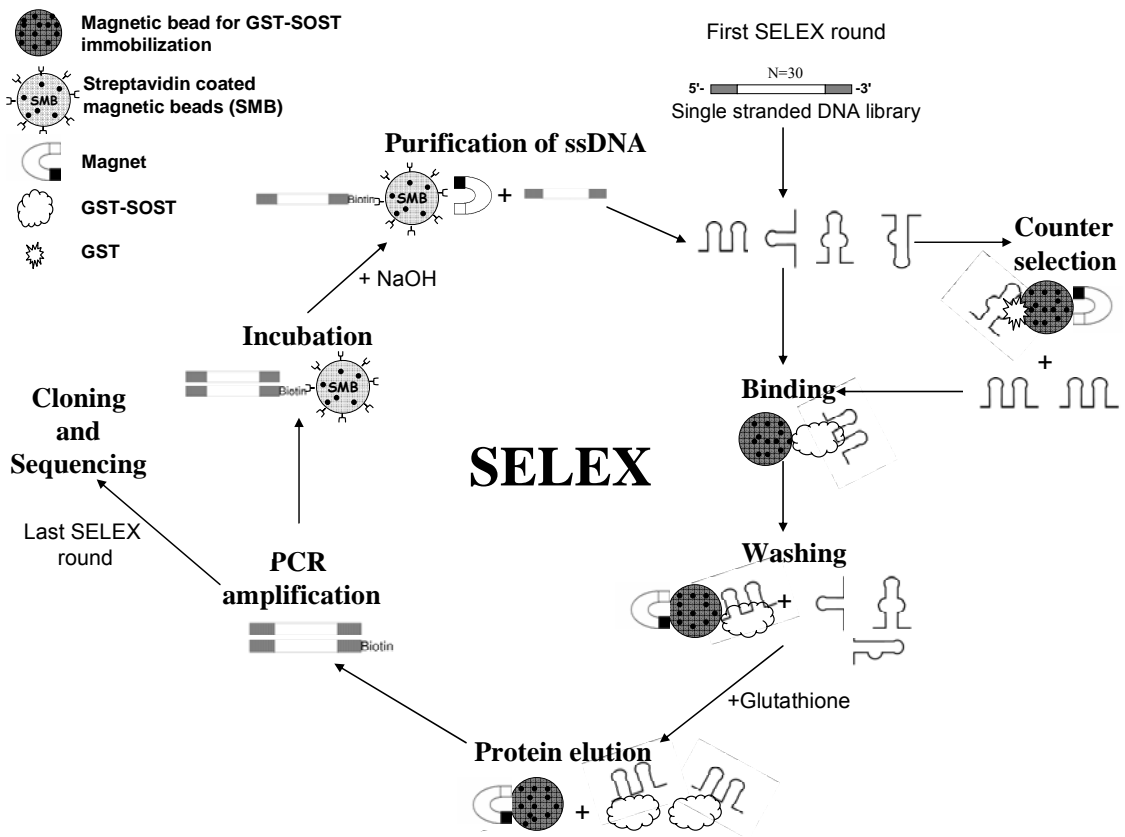 Magnetic bead for GST-SOST
immobilization
SMB
Streptavidin coated
magnetic beads (SMB)
Magnet
GST-SOST
GST
First SELEX round
N=30
5'-
-3'
Single stranded DNA library
Purification of ssDNA
Biotin
SMB
+
Counter
selection
+
+ NaOH
Incubation
Biotin
SMB
Binding
Cloning
and
Sequencing
SELEX
Last SELEX
round
Washing
+
PCR
amplification
Biotin
+Glutathione
Protein elution
+